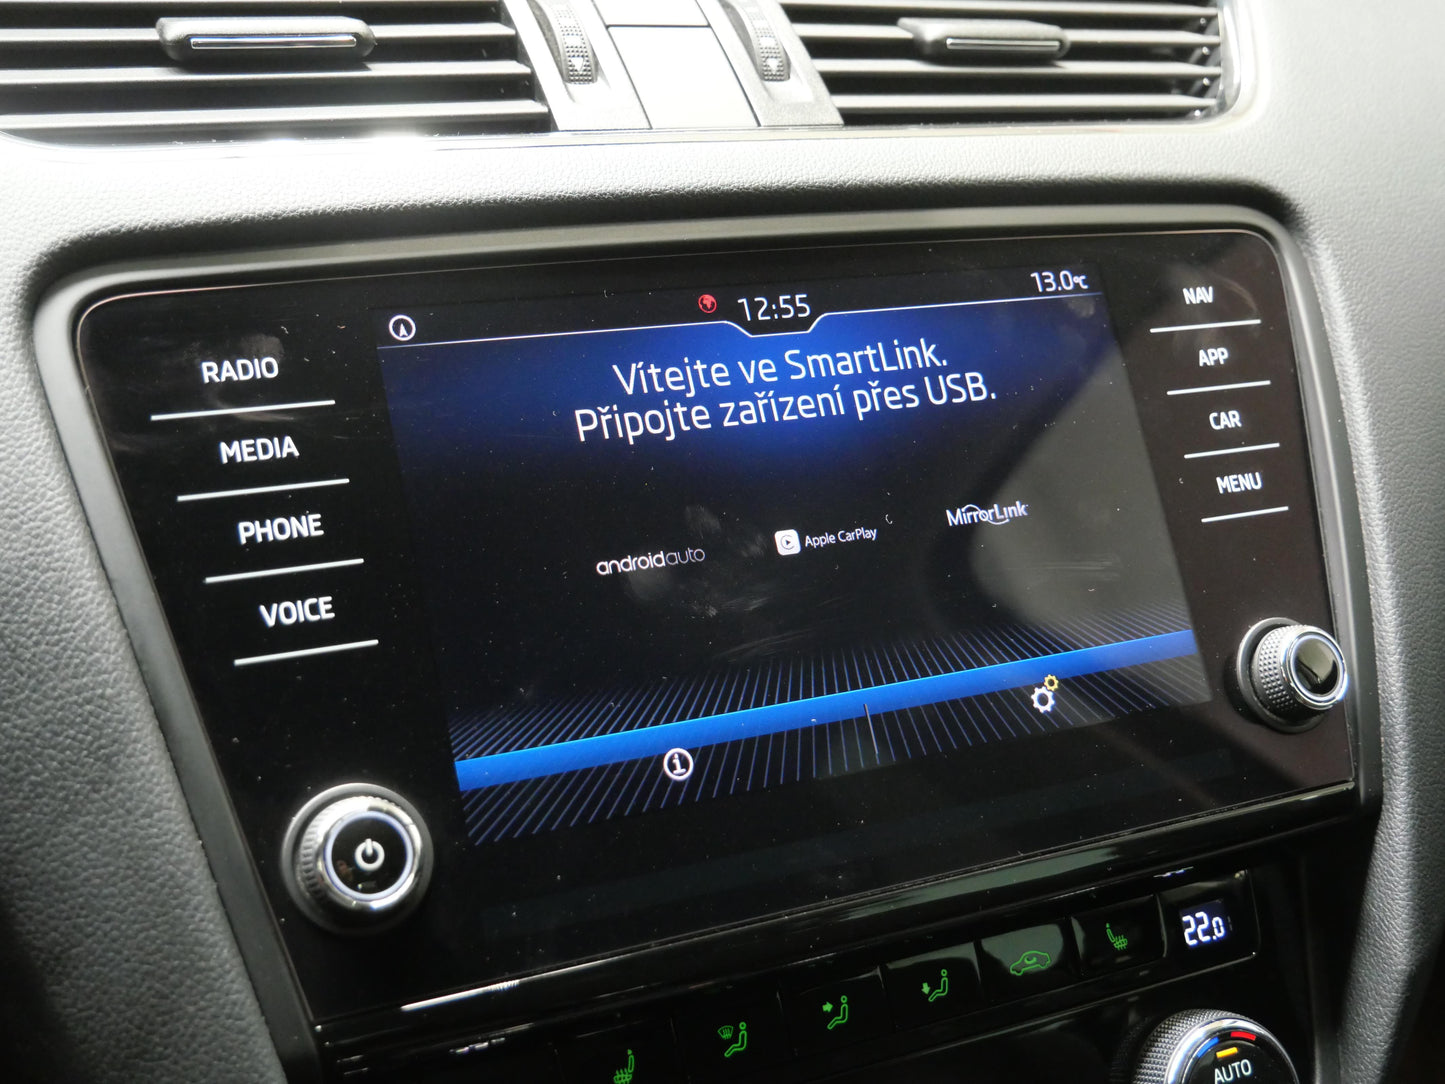 12:55
13.0°C
Vítejte ve SmartLink.
Připojte zařízení přes USB.
androidauto
Apple CarPlay
MirrorLink
RADIO
MEDIA
PHONE
VOICE
NAV
APP
CAR
MENU
22.0
AUTO